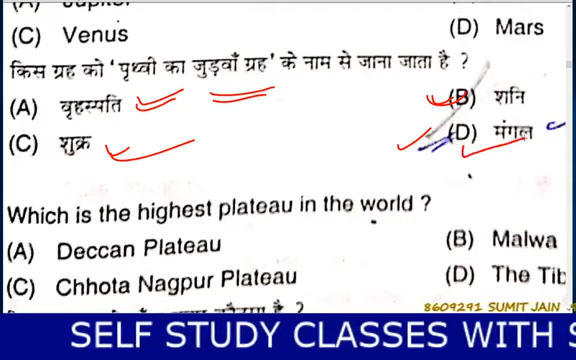 (A) Jupiter
(C) Venus (D) Mars
किस ग्रह को ‘पृथ्वी का जुड़वाँ ग्रह’ के नाम से जाना जाता है ?
(A) वृहस्पति (B) शनि
(C) शुक्र (D) मंगल
Which is the highest plateau in the world ?
(A) Deccan Plateau (B) Malwa
(C) Chhota Nagpur Plateau (D) The Tib
है ?
8609291 SUMIT JAIN
SELF STUDY CLASSES WITH S